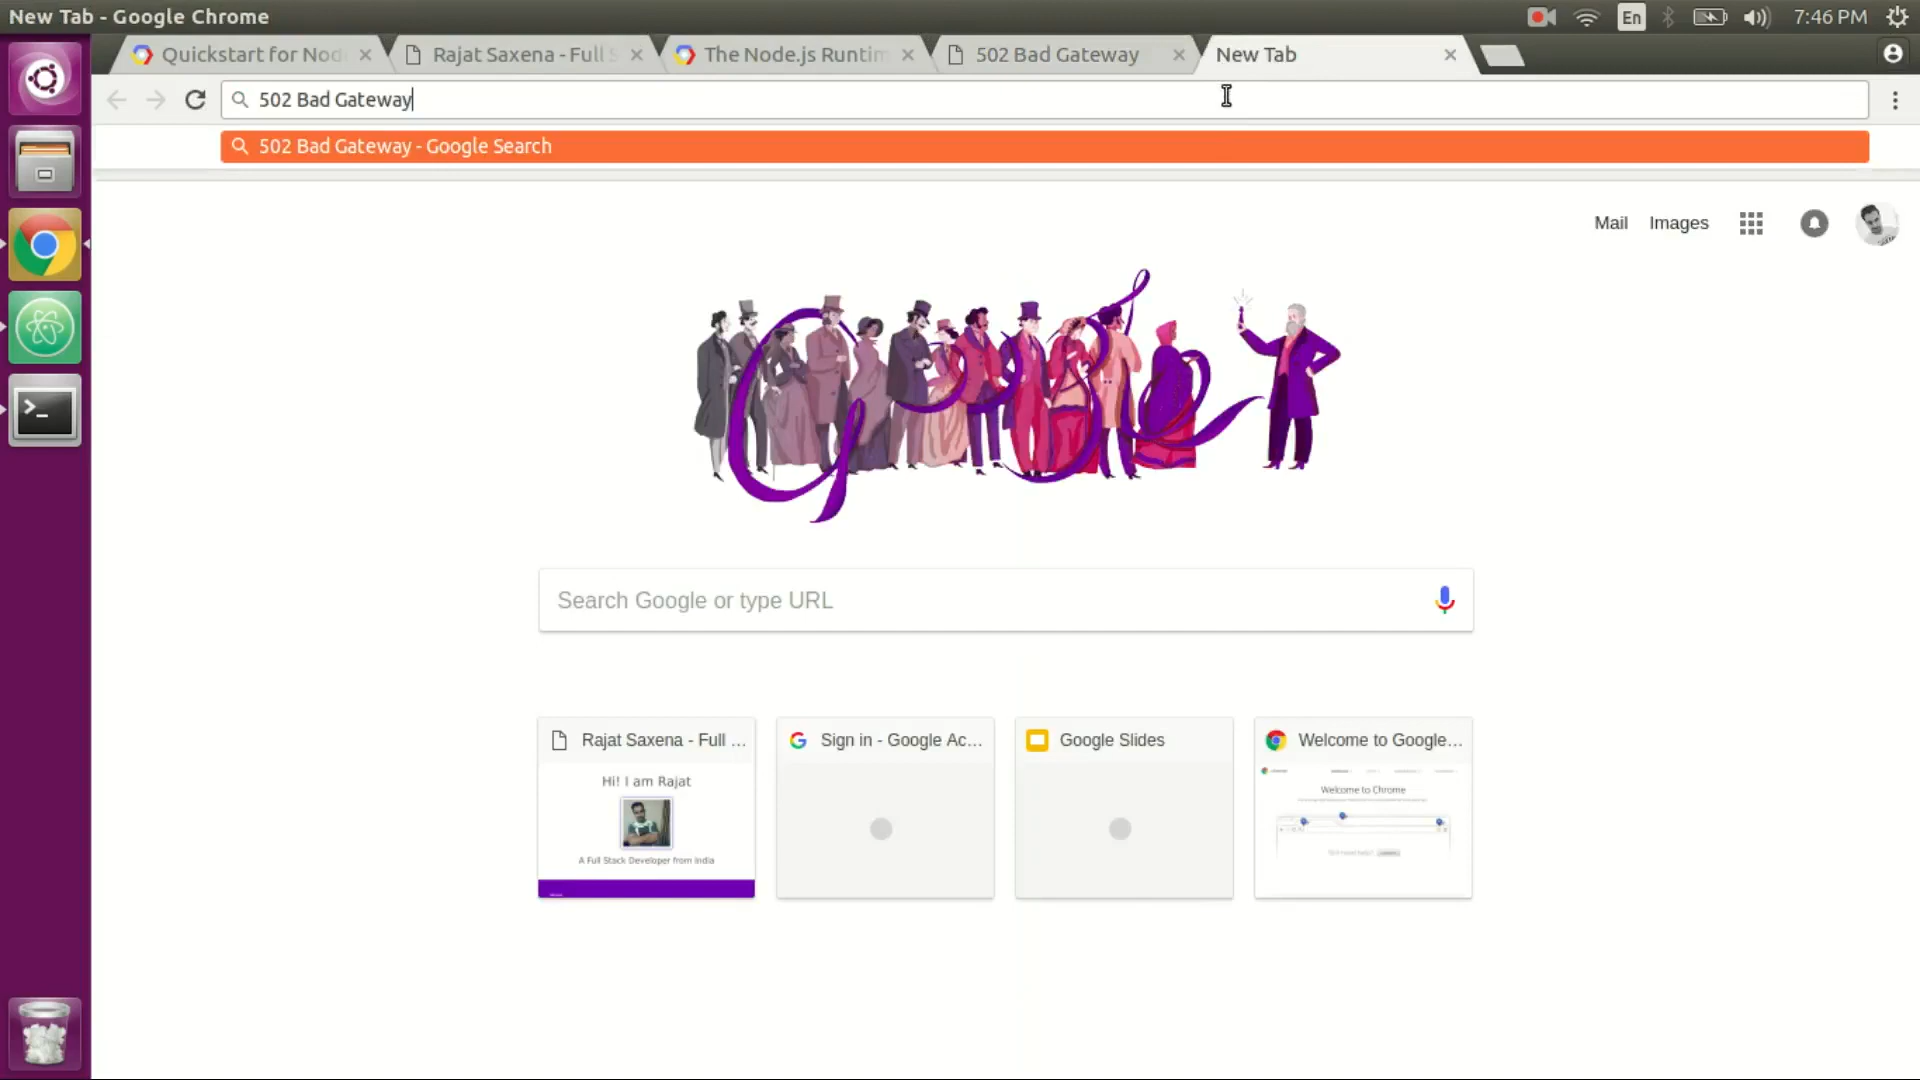 New Tab - Google Chrome
En
7:46 PM
Quickstart for Nod
Rajat Saxena - Full S
The Node.js Runtim
502 Bad Gateway
New Tab
502 Bad Gateway
502 Bad Gateway - Google Search
Mail
Images
Google
Search Google or type URL
Rajat Saxena - Full ...
Sign in - Google Ac...
Google Slides
Welcome to Google...
Hi! I am Rajat
A Full Stack Developer from India
Welcome to Chrome